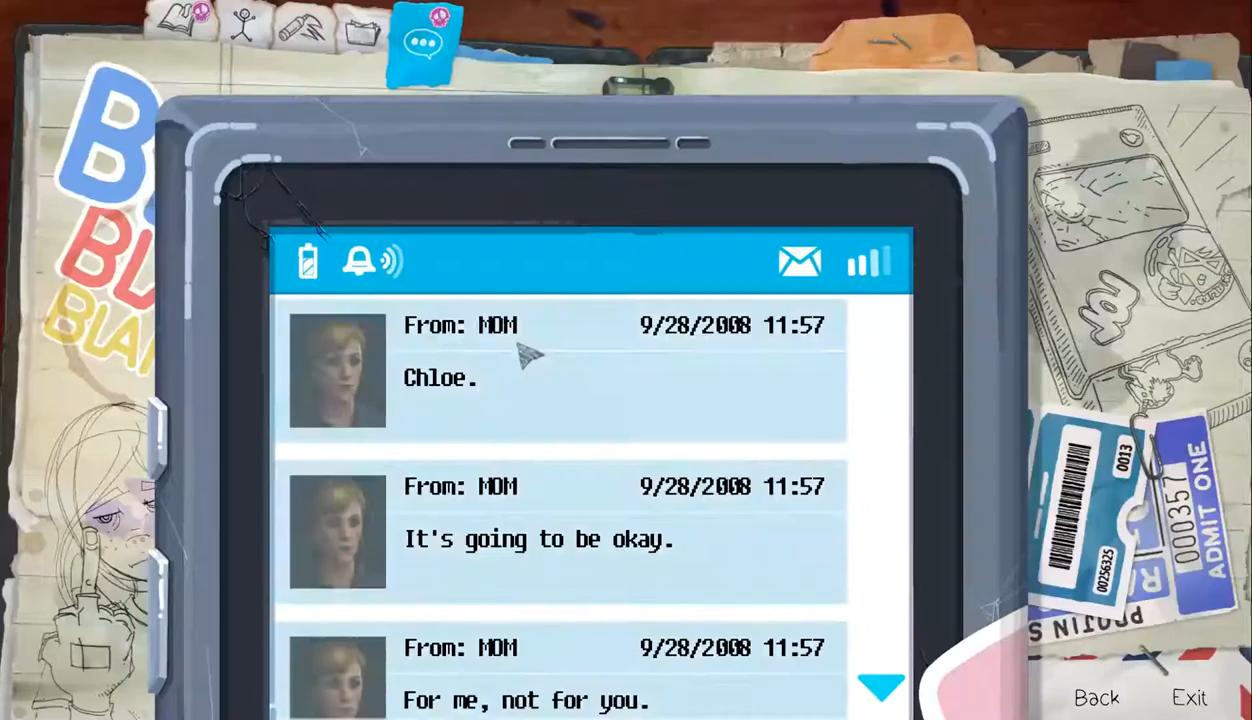 From: MOM 9/28/2008 11:57
Chloe.
From: MOM 9/28/2008 11:57
It's going to be okay.
From: MOM 9/28/2008 11:57
For me, not for you.
0013
00256325
000357
ADMIT ONE
Back
Exit